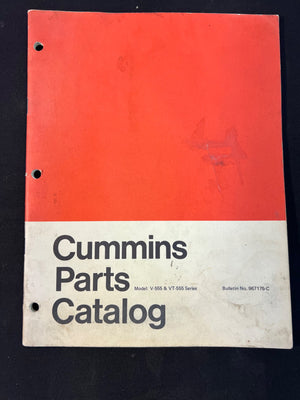 Cummins
Parts
Model: V-555 & VT-555 Series
Bulletin No. 967176-C
Catalog